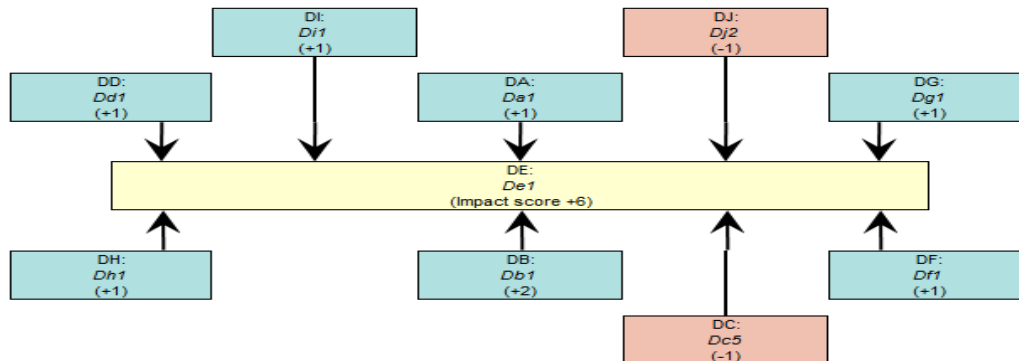 DI:
Di1
(+1)
DJ:
Dj2
(-1)
DD:
Dd1
(+1)
DA:
Da1
(+1)
DG:
Dg1
(+1)
DE:
De1
(Impact score +6)
DH:
Dh1
(+1)
DB:
Db1
(+2)
DF:
Df1
(+1)
DC:
Dc5
(-1)